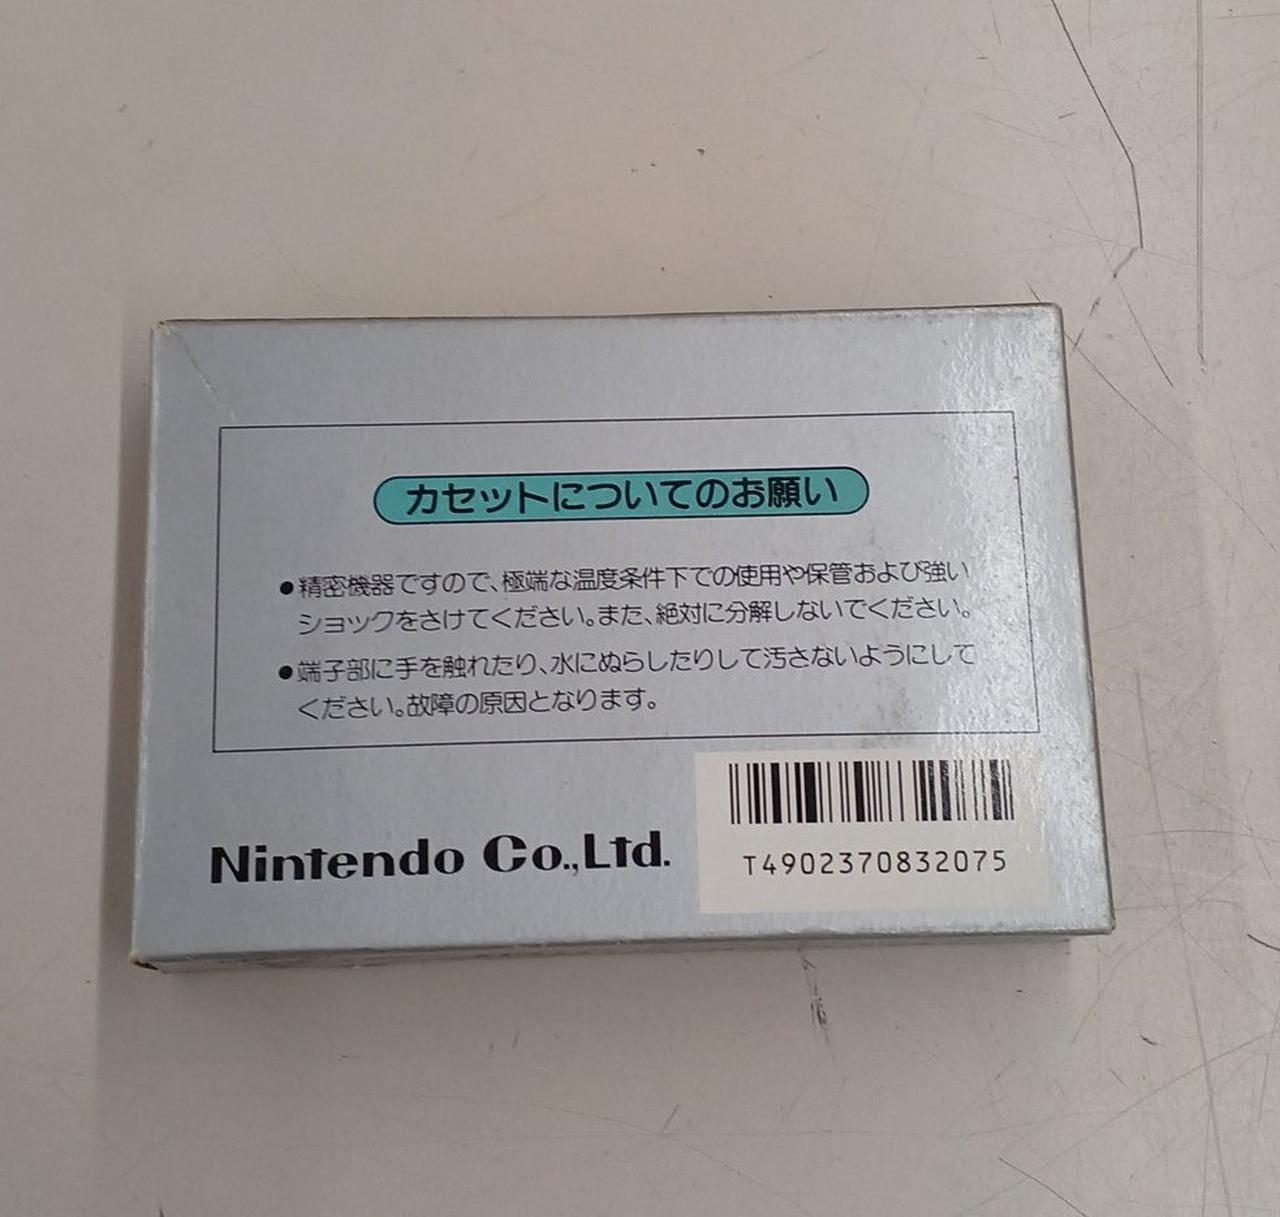 カセットについてのお願い
●精密機器ですので、極端な温度条件下での使用や保管および強い
ショックをさけてください。また、絶対に分解しないでください。
●端子部に手を触れたり、水にぬらしたりして汚さないようにして
ください。故障の原因となります。
Nintendo Co.,Ltd.
T4902370832075